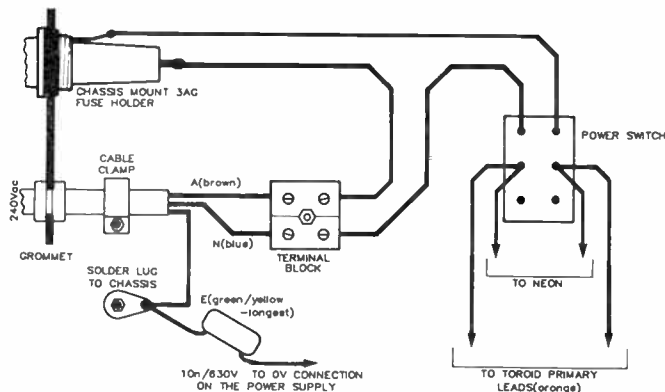 CHASSIS MOUNT 3AG
FUSE HOLDER
POWER SWITCH
CABLE
CLAMP
240Vac
A(brown)
N(blue)
GROMMET
TERMINAL
BLOCK
SOLDER LUG
TO CHASSIS
E(green/yellow
-longest)
TO NEON
10n/630V TO 0V CONNECTION
ON THE POWER SUPPLY
TO TOROID PRIMARY
LEADS(orange)